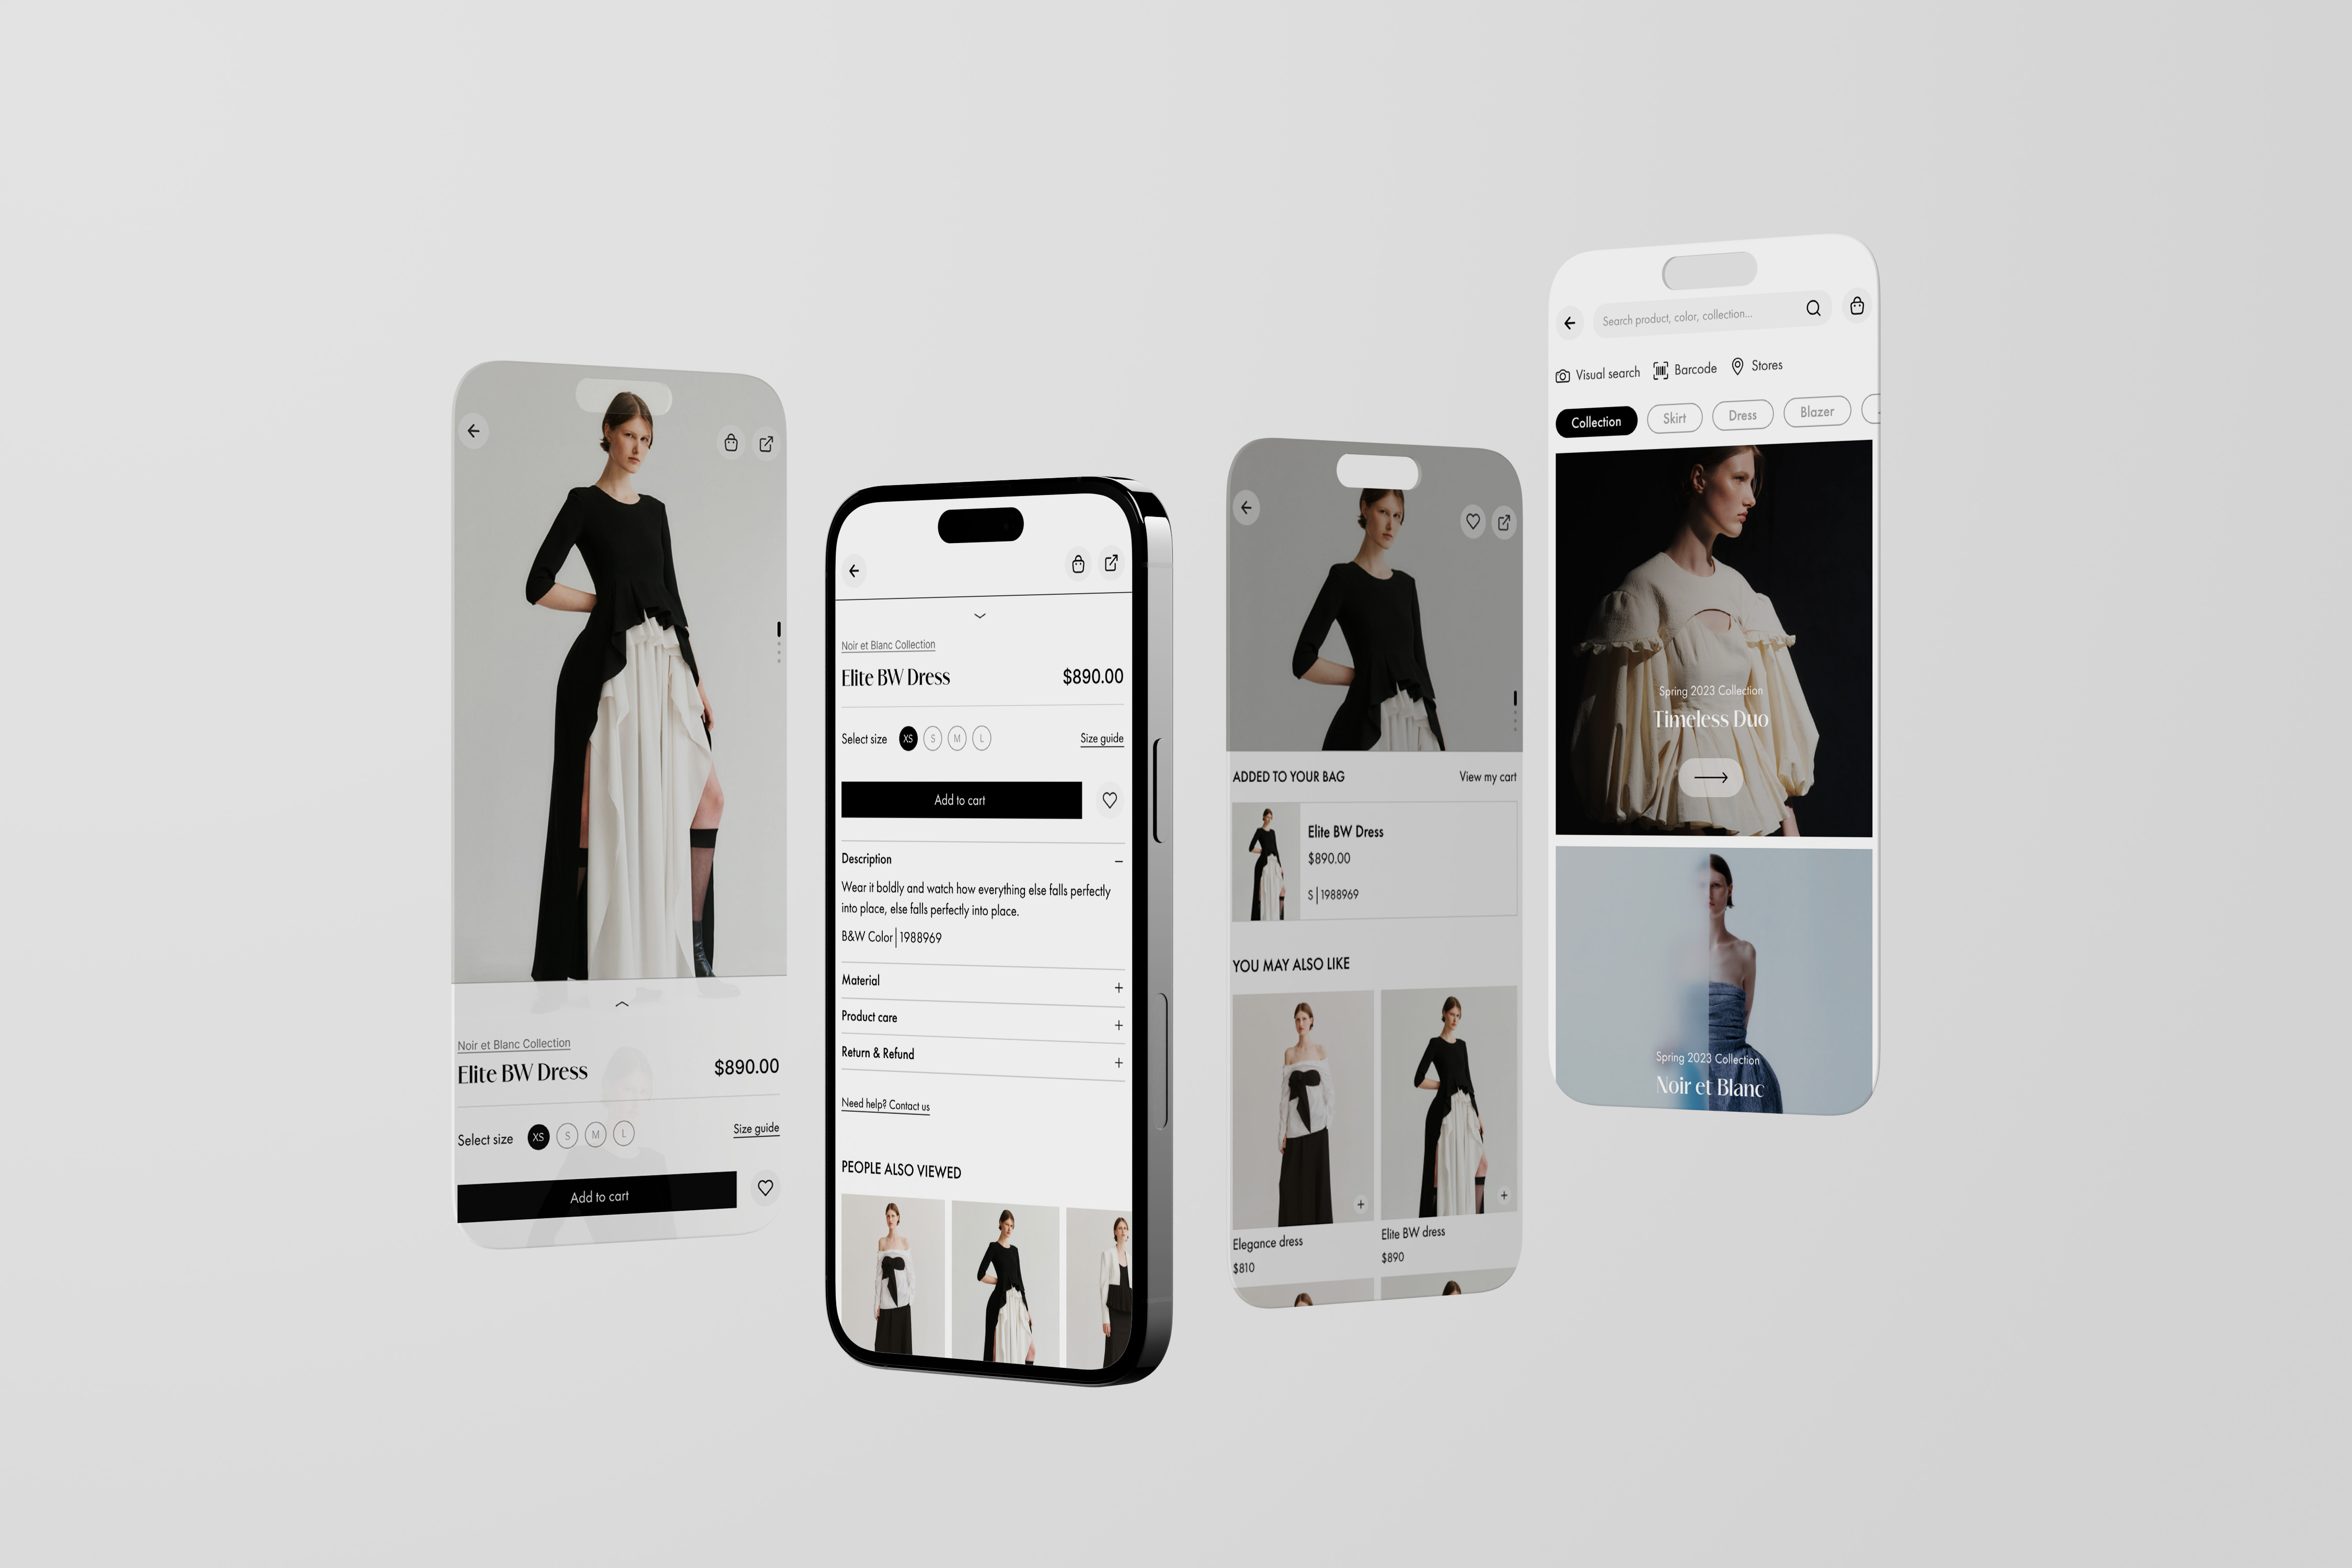 Noir et Blanc Collection
Elite BW Dress
$890.00
Select size
XS
S
M
L
Size guide
Add to cart
Noir et Blanc Collection
Elite BW Dress
$890.00
Select size
XS
S
M
L
Size guide
Add to cart
Description
Wear it boldly and watch how everything else falls perfectly
into place, else falls perfectly into place.
B&W Color | 1988969
Material
Product care
Return & Refund
Need help? Contact us
PEOPLE ALSO VIEWED
ADDED TO YOUR BAG
View my cart
Elite BW Dress
$890.00
S | 1988969
YOU MAY ALSO LIKE
Elegance dress
$810
Elite BW dress
$890
Search product, color, collection...
Visual search
Barcode
Stores
Collection
Skirt
Dress
Blazer
Spring 2023 Collection
Timeless Duo
Spring 2023 Collection
Noir et Blanc